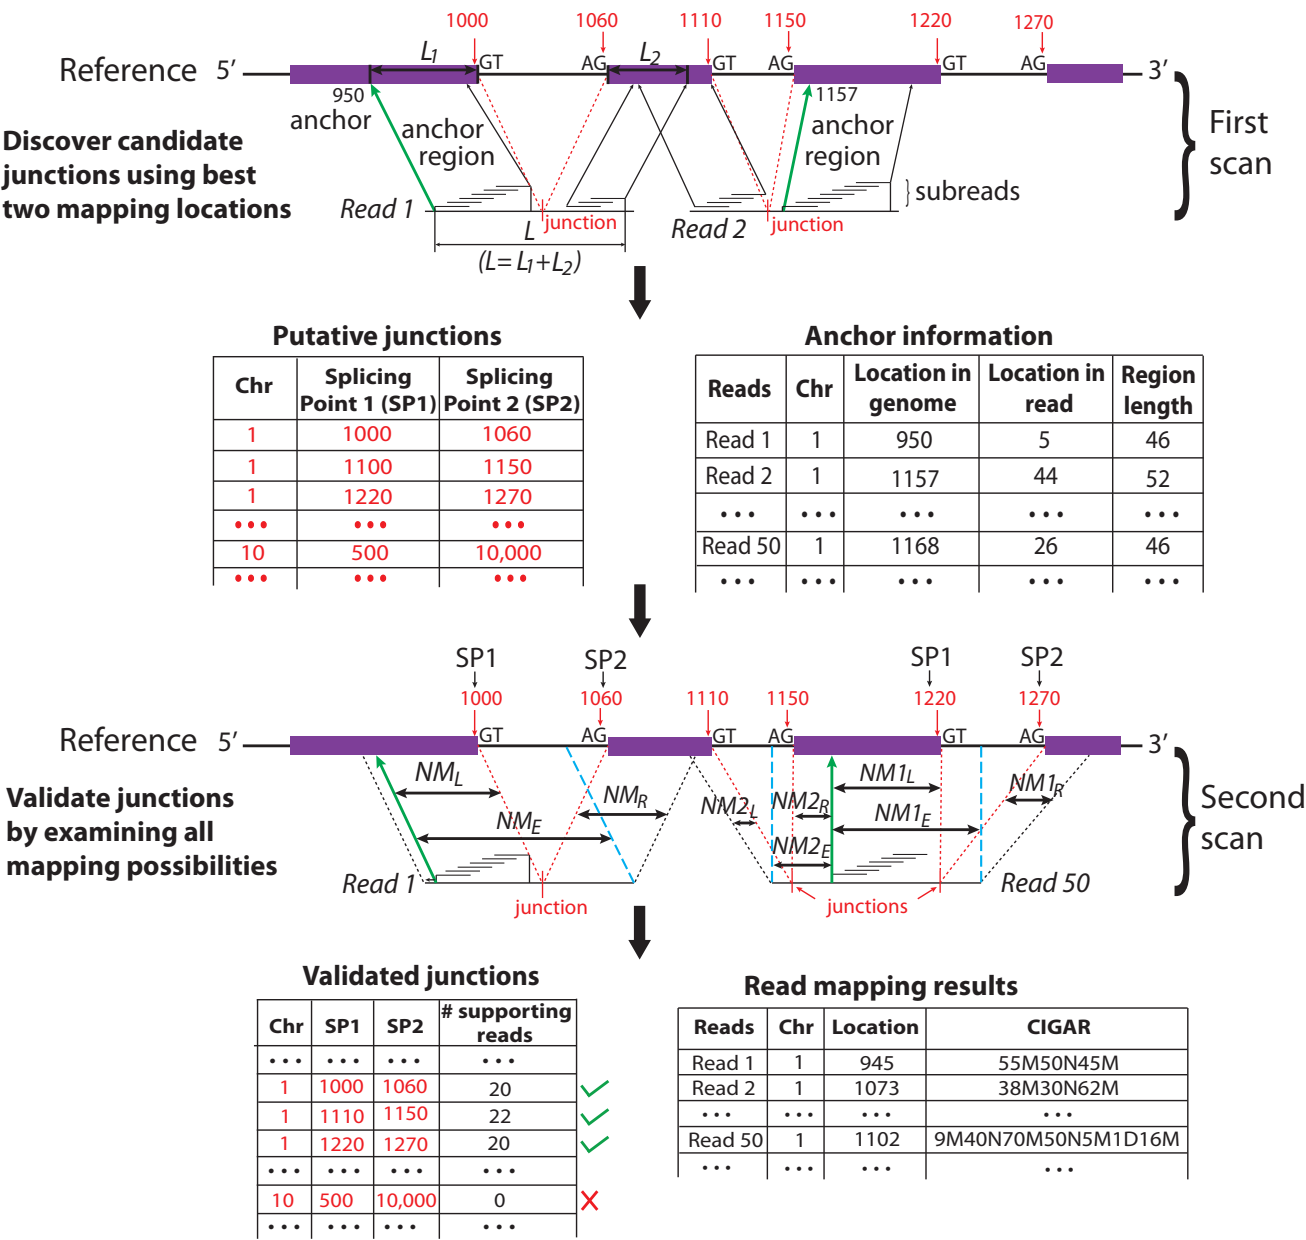 1000 1060 1110 1150 1220 1270
Reference 5′ L1 GT AG L2 GT AG GT AG 3′
950
anchor
anchor
region
1157
anchor
region
First
scan
Discover candidate
junctions using best
two mapping locations
Read 1
junction
L
(L=L1+L2)
Read 2
junction
subreads
Putative junctions
Chr Splicing Point 1 (SP1) Splicing Point 2 (SP2)
1 1000 1060
1 1100 1150
1 1220 1270
••• ••• •••
10 500 10,000
••• ••• •••
Anchor information
Reads Chr Location in genome Location in read Region length
Read 1 1 950 5 46
Read 2 1 1157 44 52
••• ••• ••• ••• •••
Read 50 1 1168 26 46
••• ••• ••• ••• •••
SP1 SP2 SP1 SP2
1000 1060 1110 1150 1220 1270
Reference 5′ GT AG GT AG GT AG 3′
NML
NME
NMR
NM2L
NM2R
NM2E
NM1L
NM1E
NM1R
Second
scan
Validate junctions
by examining all
mapping possibilities
Read 1
junction
junctions
Read 50
Validated junctions
Chr SP1 SP2 # supporting reads
••• ••• ••• •••
1 1000 1060 20
1 1110 1150 22
1 1220 1270 20
••• ••• ••• •••
10 500 10,000 0
••• ••• ••• •••
Read mapping results
Reads Chr Location CIGAR
Read 1 1 945 55M50N45M
Read 2 1 1073 38M30N62M
••• ••• ••• •••
Read 50 1 1102 9M40N70M50N5M1D16M
••• ••• ••• •••